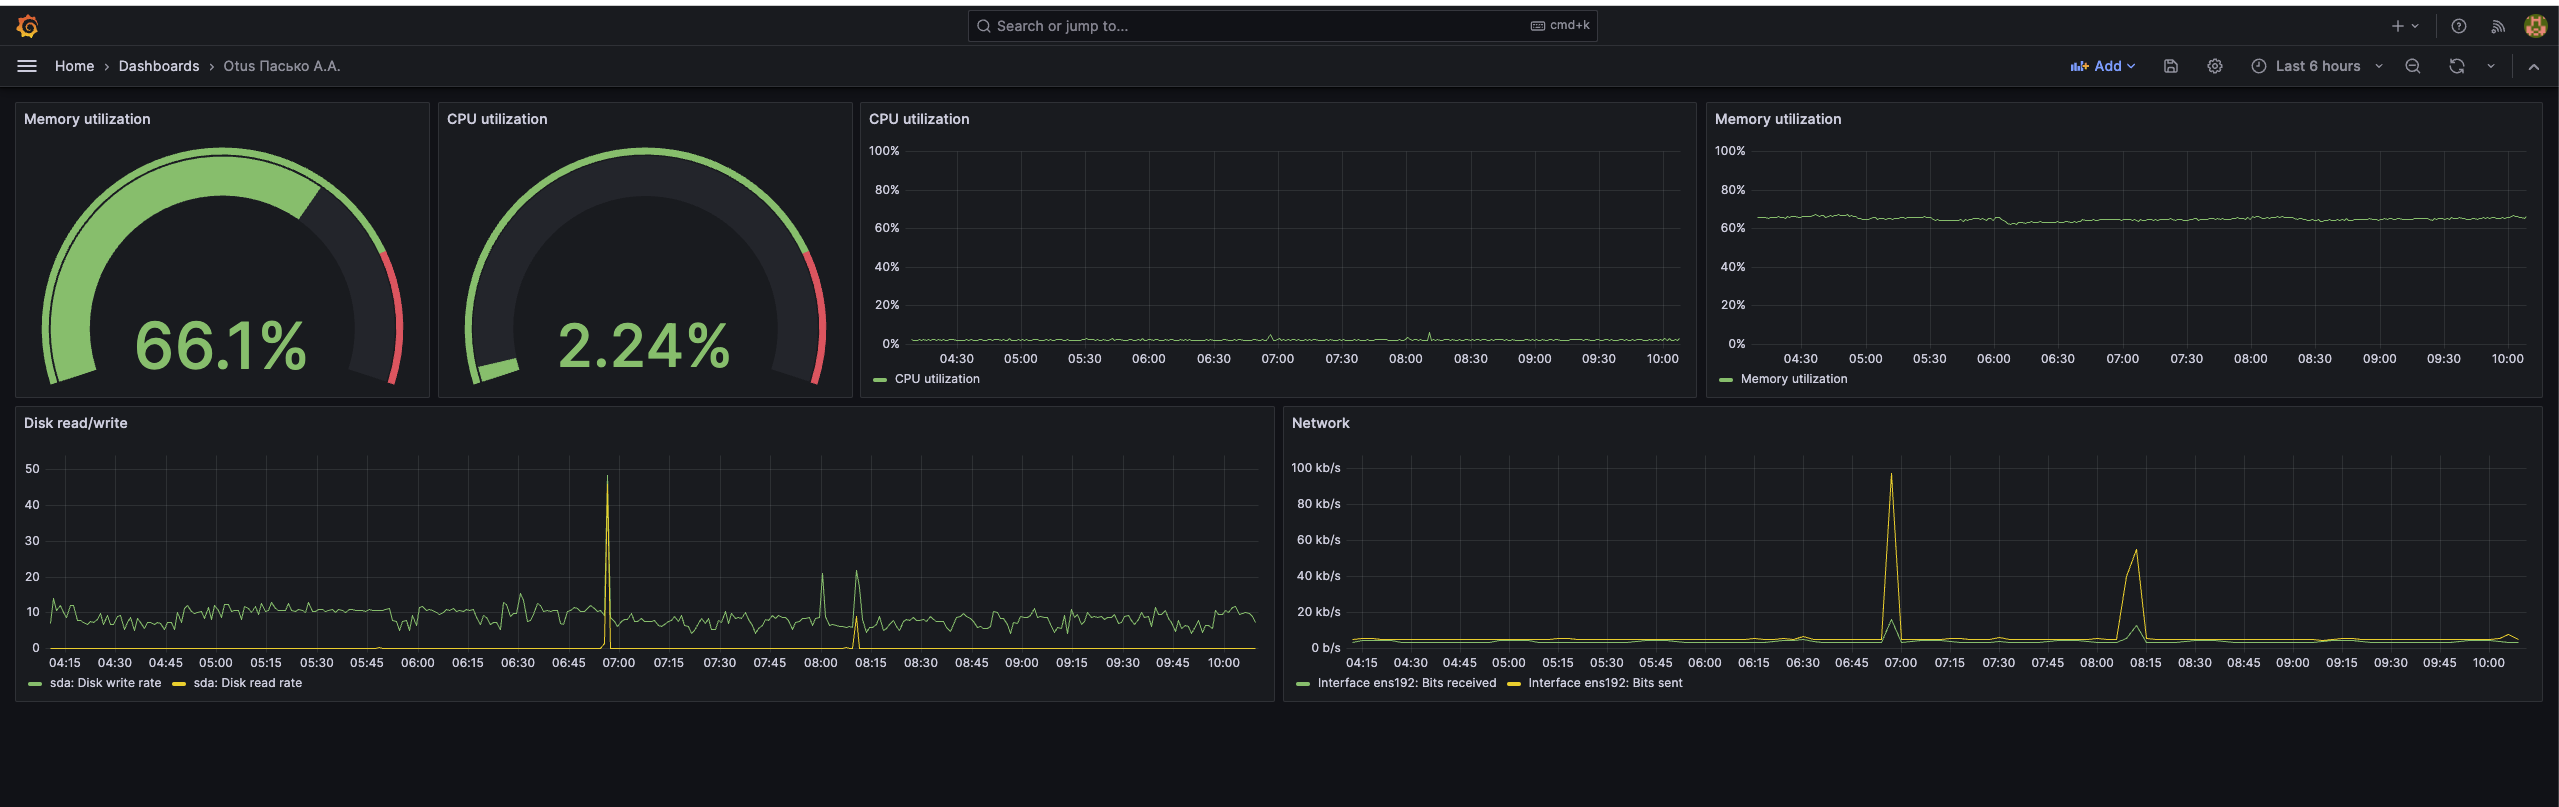 Search or jump to... cmd+k
Home › Dashboards › Otus Пасько А.А. Add Last 6 hours
Memory utilization
66.1%
CPU utilization
2.24%
CPU utilization
100%
80%
60%
40%
20%
0%
04:30 05:00 05:30 06:00 06:30 07:00 07:30 08:00 08:30 09:00 09:30 10:00
CPU utilization
Memory utilization
100%
80%
60%
40%
20%
0%
04:30 05:00 05:30 06:00 06:30 07:00 07:30 08:00 08:30 09:00 09:30 10:00
Memory utilization
Disk read/write
50
40
30
20
10
0
04:15 04:30 04:45 05:00 05:15 05:30 05:45 06:00 06:15 06:30 06:45 07:00 07:15 07:30 07:45 08:00 08:15 08:30 08:45 09:00 09:15 09:30 09:45 10:00
sda: Disk write rate sda: Disk read rate
Network
100 kb/s
80 kb/s
60 kb/s
40 kb/s
20 kb/s
0 b/s
04:15 04:30 04:45 05:00 05:15 05:30 05:45 06:00 06:15 06:30 06:45 07:00 07:15 07:30 07:45 08:00 08:15 08:30 08:45 09:00 09:15 09:30 09:45 10:00
Interface ens192: Bits received Interface ens192: Bits sent